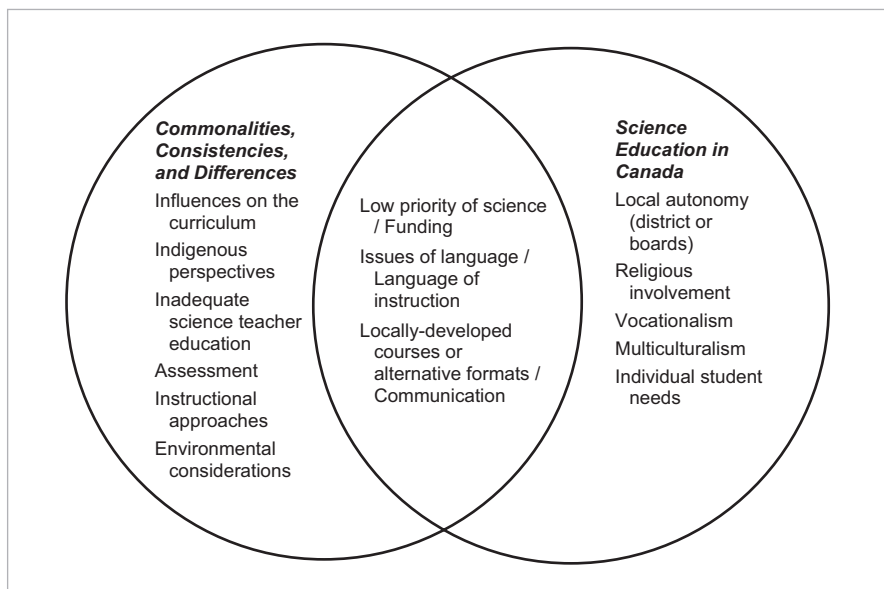 Commonalities,
Consistencies,
and Differences
Influences on the
curriculum
Indigenous
perspectives
Inadequate
science teacher
education
Assessment
Instructional
approaches
Environmental
considerations
Low priority of science
/ Funding
Issues of language /
Language of
instruction
Locally-developed
courses or
alternative formats /
Communication
Science
Education in
Canada
Local autonomy
(district or
boards)
Religious
involvement
Vocationalism
Multiculturalism
Individual student
needs